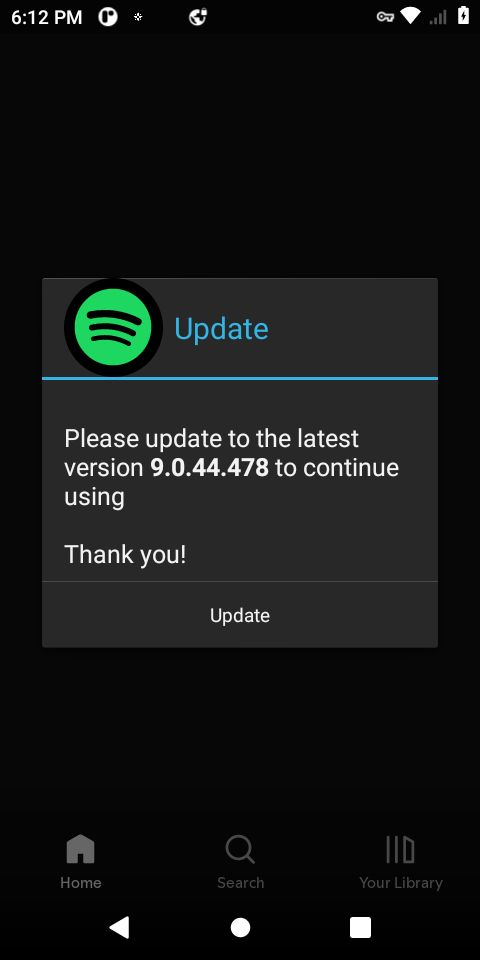 6:12 PM
Update
Please update to the latest
version 9.0.44.478 to continue
using
Thank you!
Update
Home
Search
Your Library